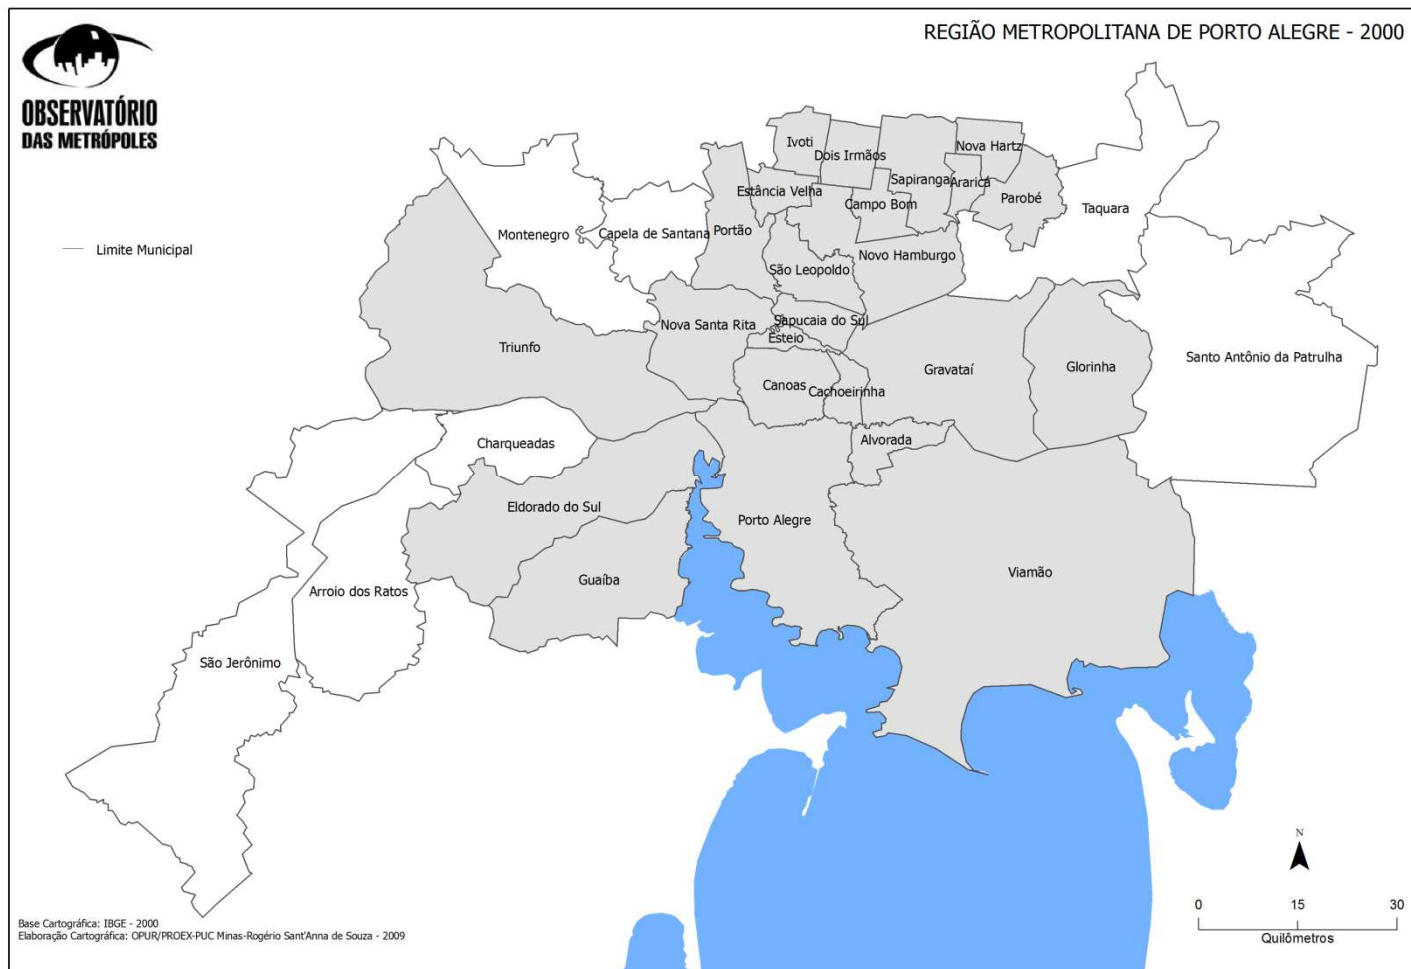 REGIÃO METROPOLITANA DE PORTO ALEGRE - 2000
OBSERVATÓRIO
DAS METRÓPOLES
Limite Municipal
Ivoti
Dois Irmãos
Nova Hartz
Estância Velha
Sapiranga
Araricá
Campo Bom
Parobé
Taquara
Montenegro
Capela de Santana
Portão
São Leopoldo
Novo Hamburgo
Nova Santa Rita
Sapucaia do Sul
Esteio
Triunfo
Santo Antônio da Patrulha
Canoas
Cachoeirinha
Gravataí
Glorinha
Charqueadas
Alvorada
Eldorado do Sul
Porto Alegre
Guaíba
Viamão
Arroio dos Ratos
São Jerônimo
N
0 15 30
Quilômetros
Base Cartográfica: IBGE - 2000
Elaboração Cartográfica: OPUR/PROEX-PUC Minas-Rogério Sant'Anna de Souza - 2009